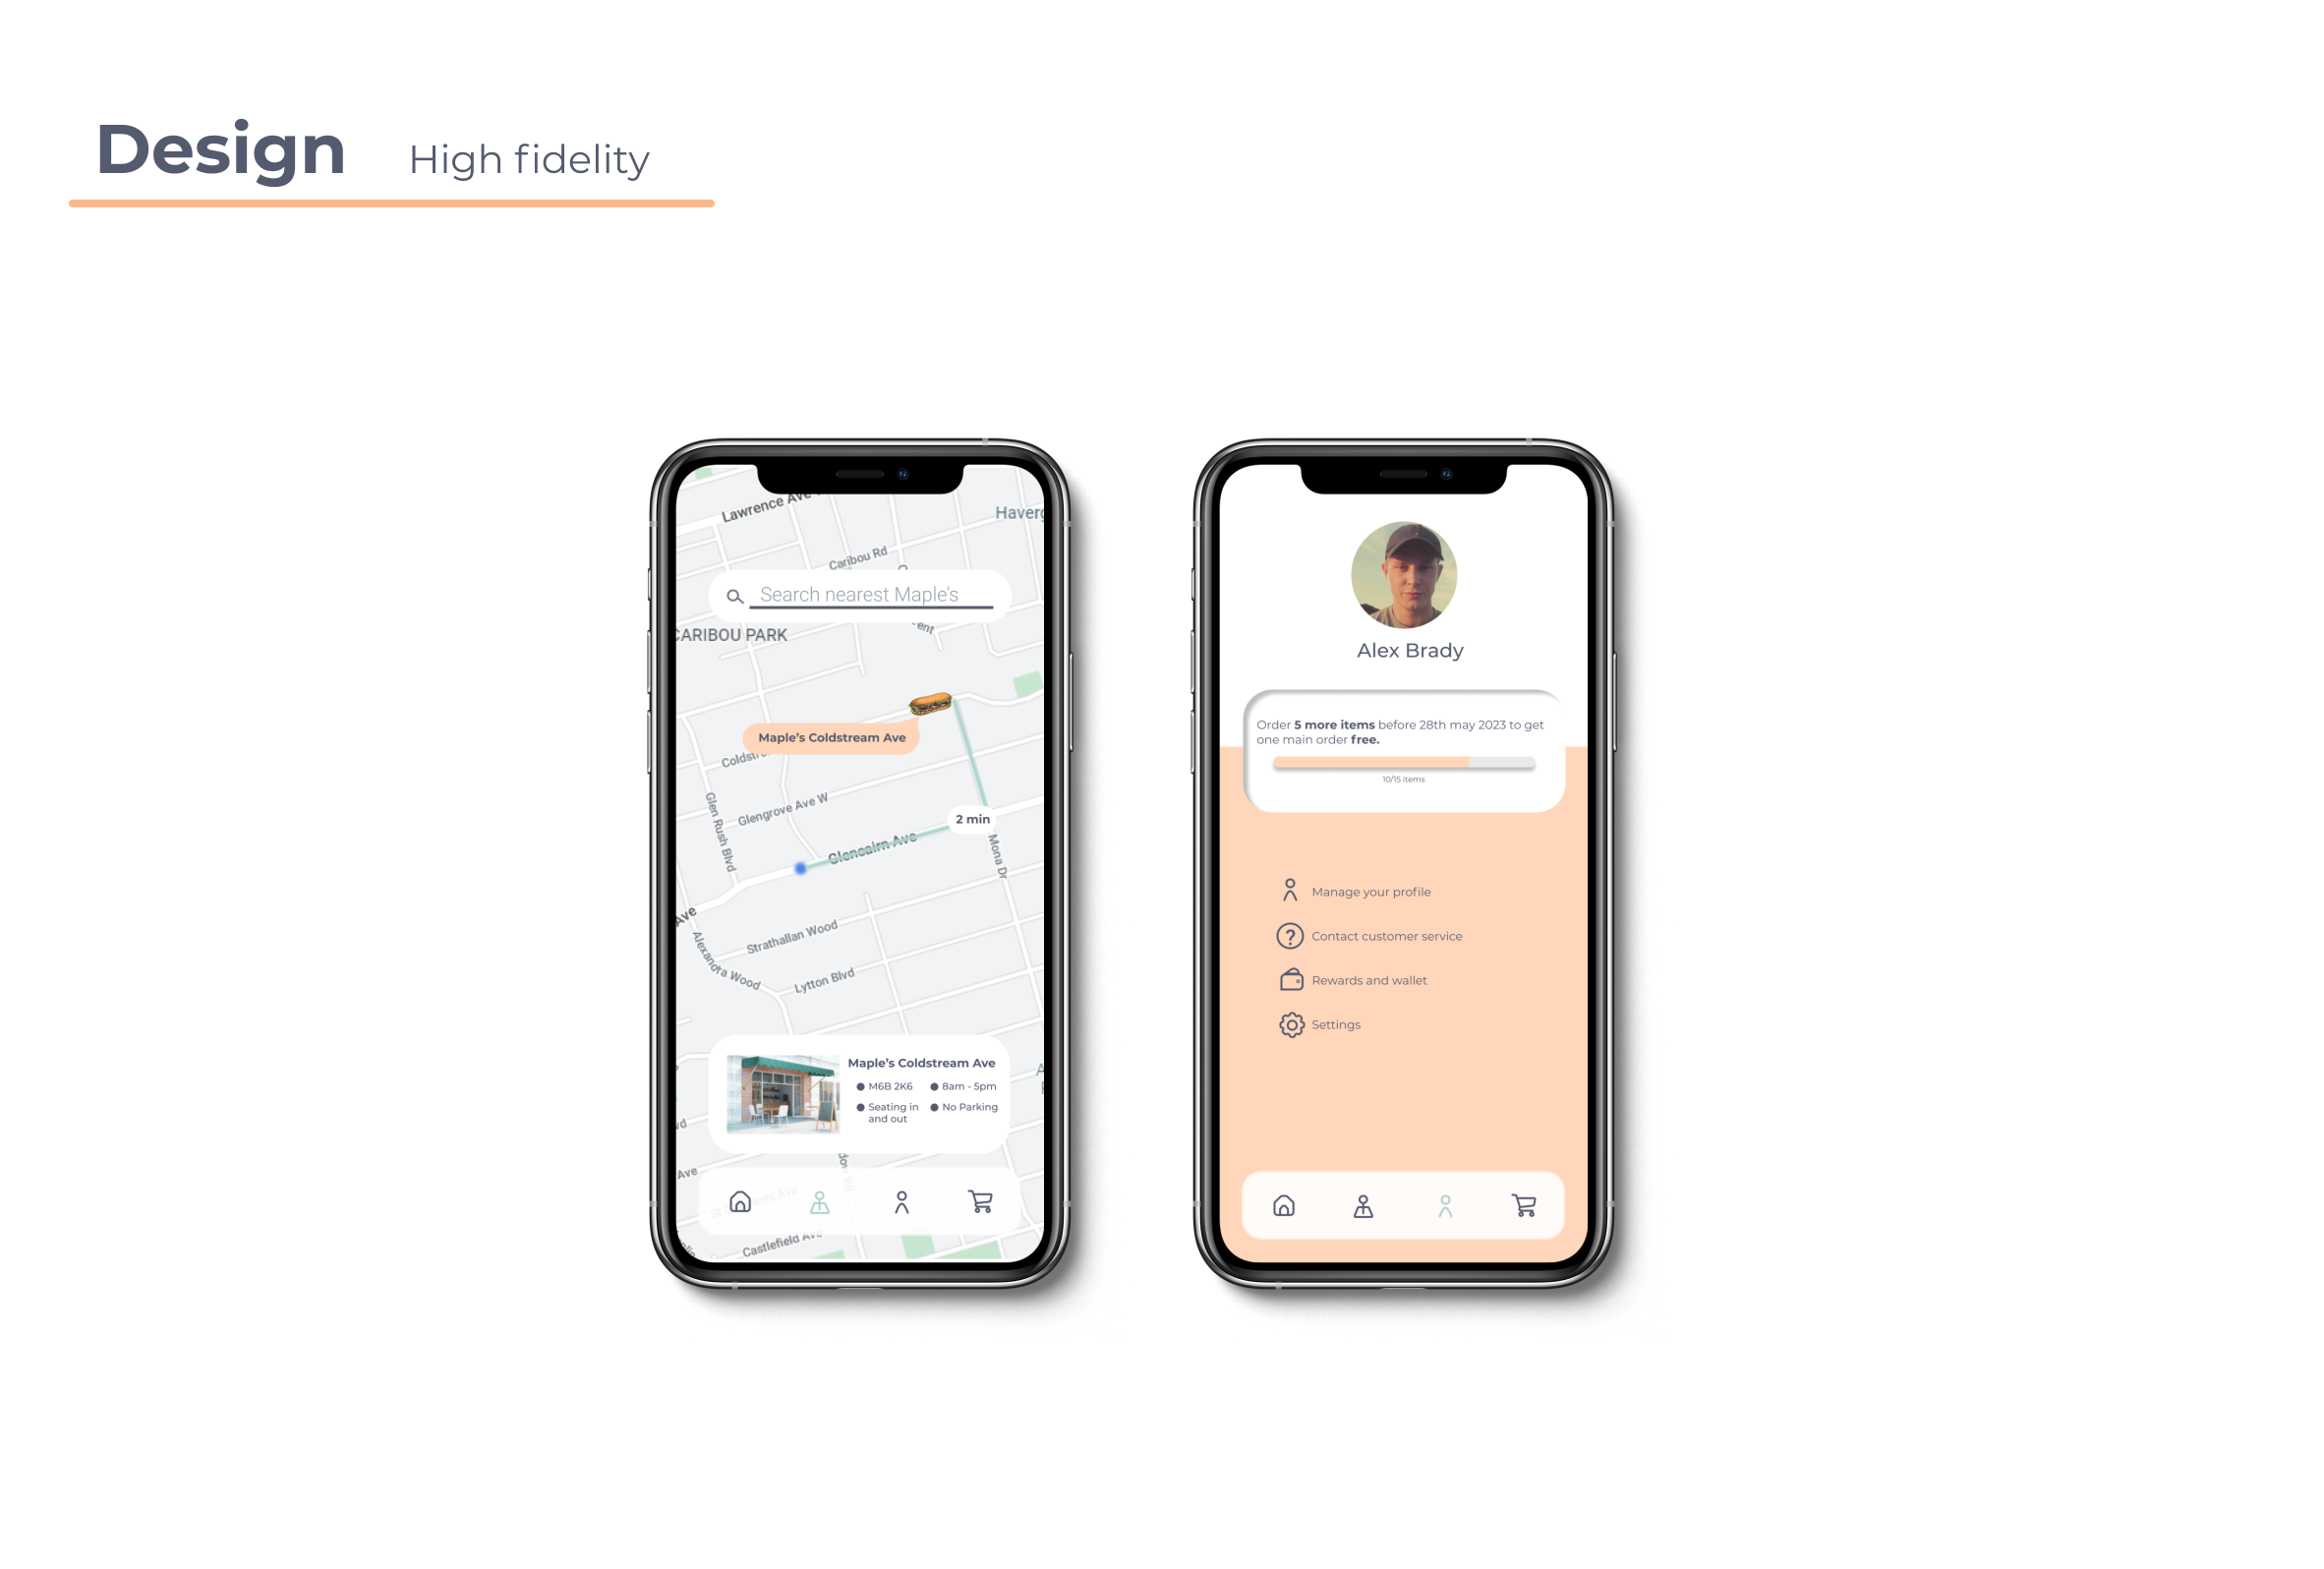 Design High fidelity
Lawrence Ave
Caribou Rd
Search nearest Maple's
CARIBOU PARK
Maple's Coldstream Ave
Glengrove Ave W
Glen Rush Blvd
2 min
Glencairn Ave
Mona Dr
Ave
Strathallan Wood
Alexandra Wood
Lytton Blvd
Maple's Coldstream Ave
M6B 2K6
8am - 5pm
Seating in
and out
No Parking
Ave
Castlefield Ave
Alex Brady
Order 5 more items before 28th may 2023 to get
one main order free.
10/15 items
Manage your profile
Contact customer service
Rewards and wallet
Settings